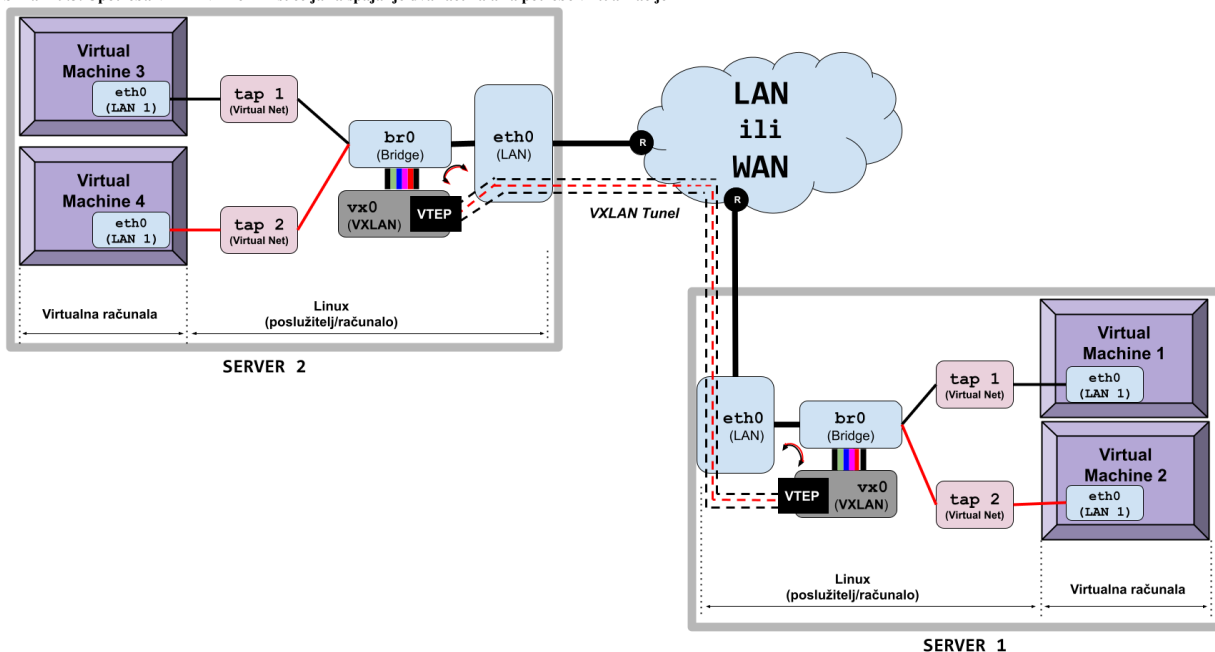 Virtual
Machine 3
eth0
(LAN 1)
tap 1
(Virtual Net)
Virtual
Machine 4
eth0
(LAN 1)
tap 2
(Virtual Net)
br0
(Bridge)
eth0
(LAN)
vx0
(VXLAN)
VTEP
LAN
ili
WAN
R
R
VXLAN Tunel
Virtualna računala
Linux
(poslužitelj/računalo)
SERVER 2
Virtual
Machine 1
eth0
(LAN 1)
tap 1
(Virtual Net)
eth0
(LAN)
br0
(Bridge)
Virtual
Machine 2
eth0
(LAN 1)
tap 2
(Virtual Net)
VTEP
vx0
(VXLAN)
Linux
(poslužitelj/računalo)
Virtualna računala
SERVER 1